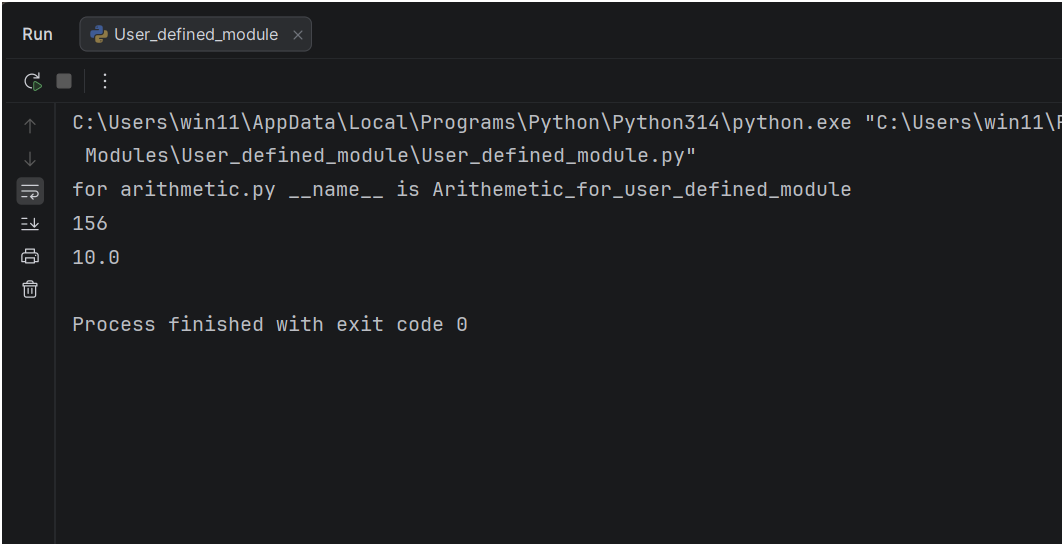 Run
User_defined_module
C:\Users\win11\AppData\Local\Programs\Python\Python314\python.exe "C:\Users\win11\
Modules\User_defined_module\User_defined_module.py"
for arithmetic.py __name__ is Arithemetic_for_user_defined_module
156
10.0
Process finished with exit code 0